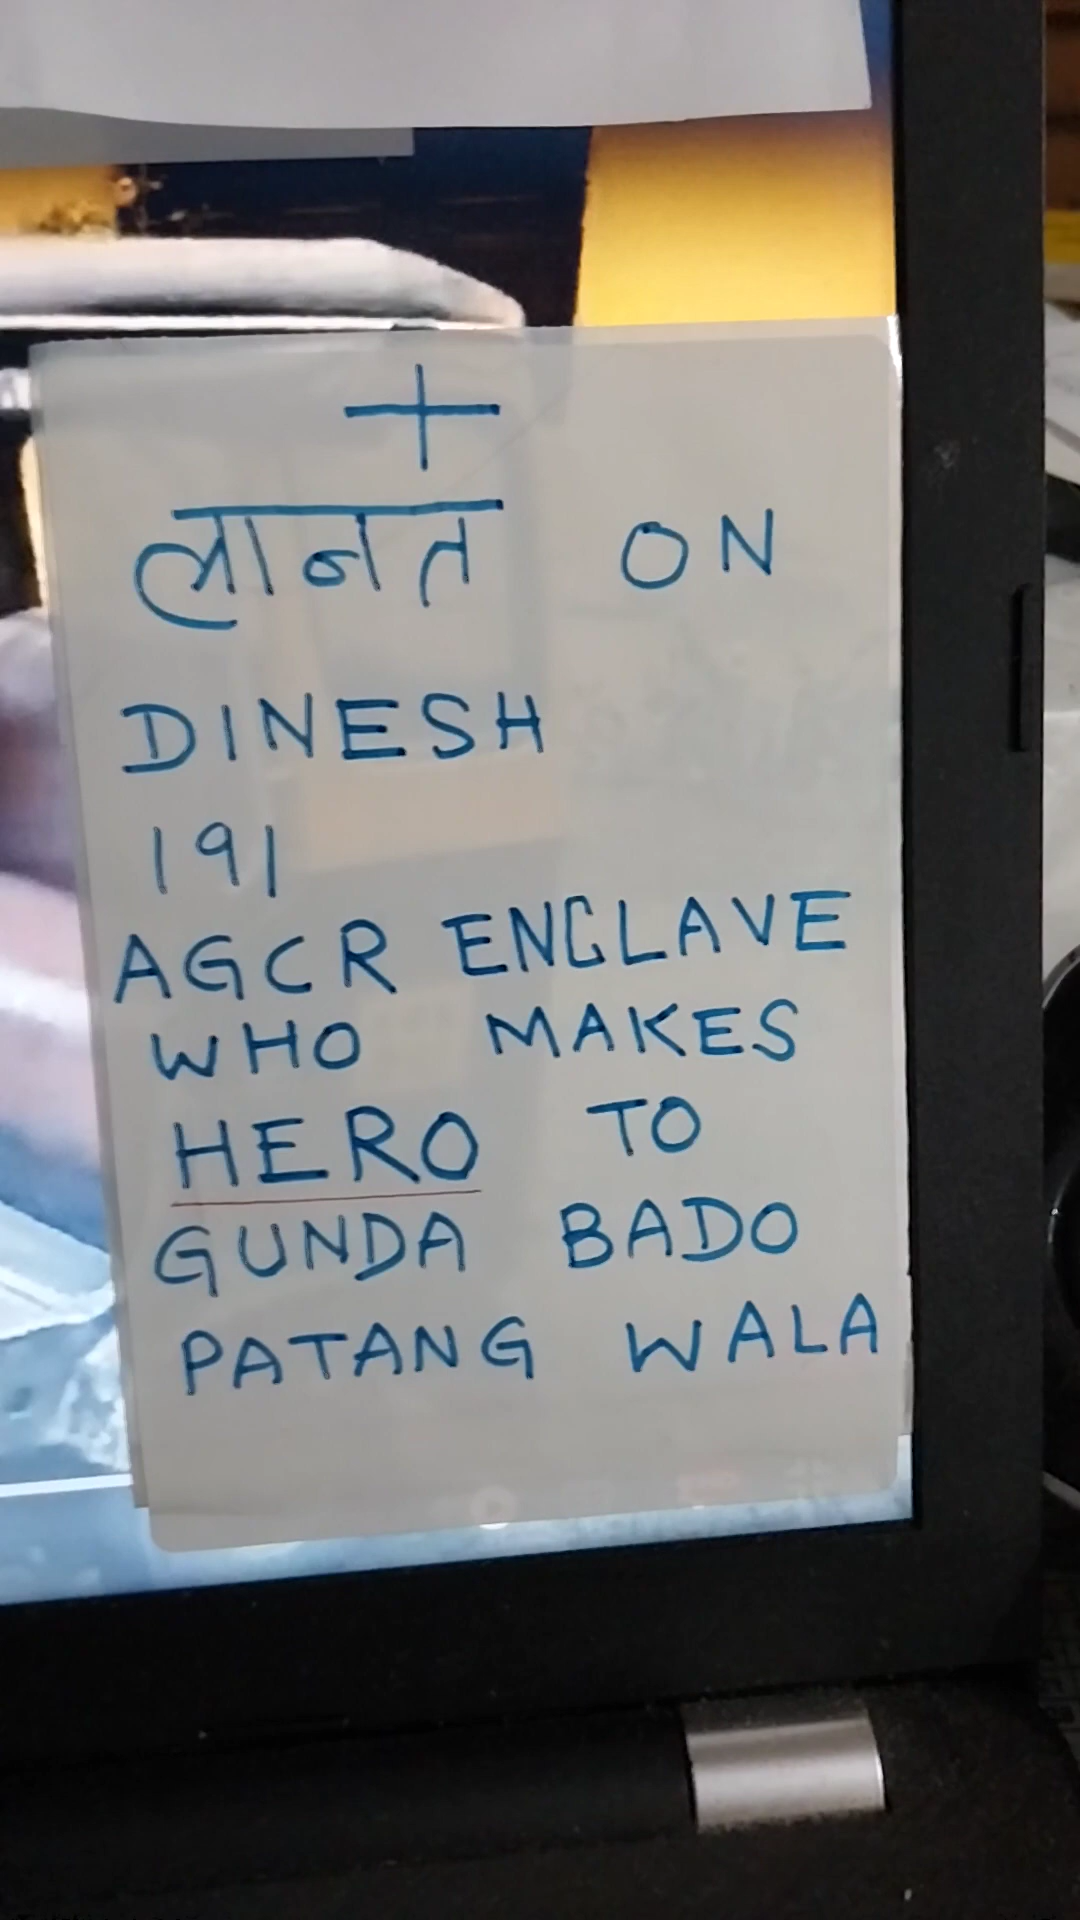 +
लानत ON
DINESH
191
AGCR ENCLAVE
WHO MAKES
HERO TO
GUNDA BADO
PATANG WALA